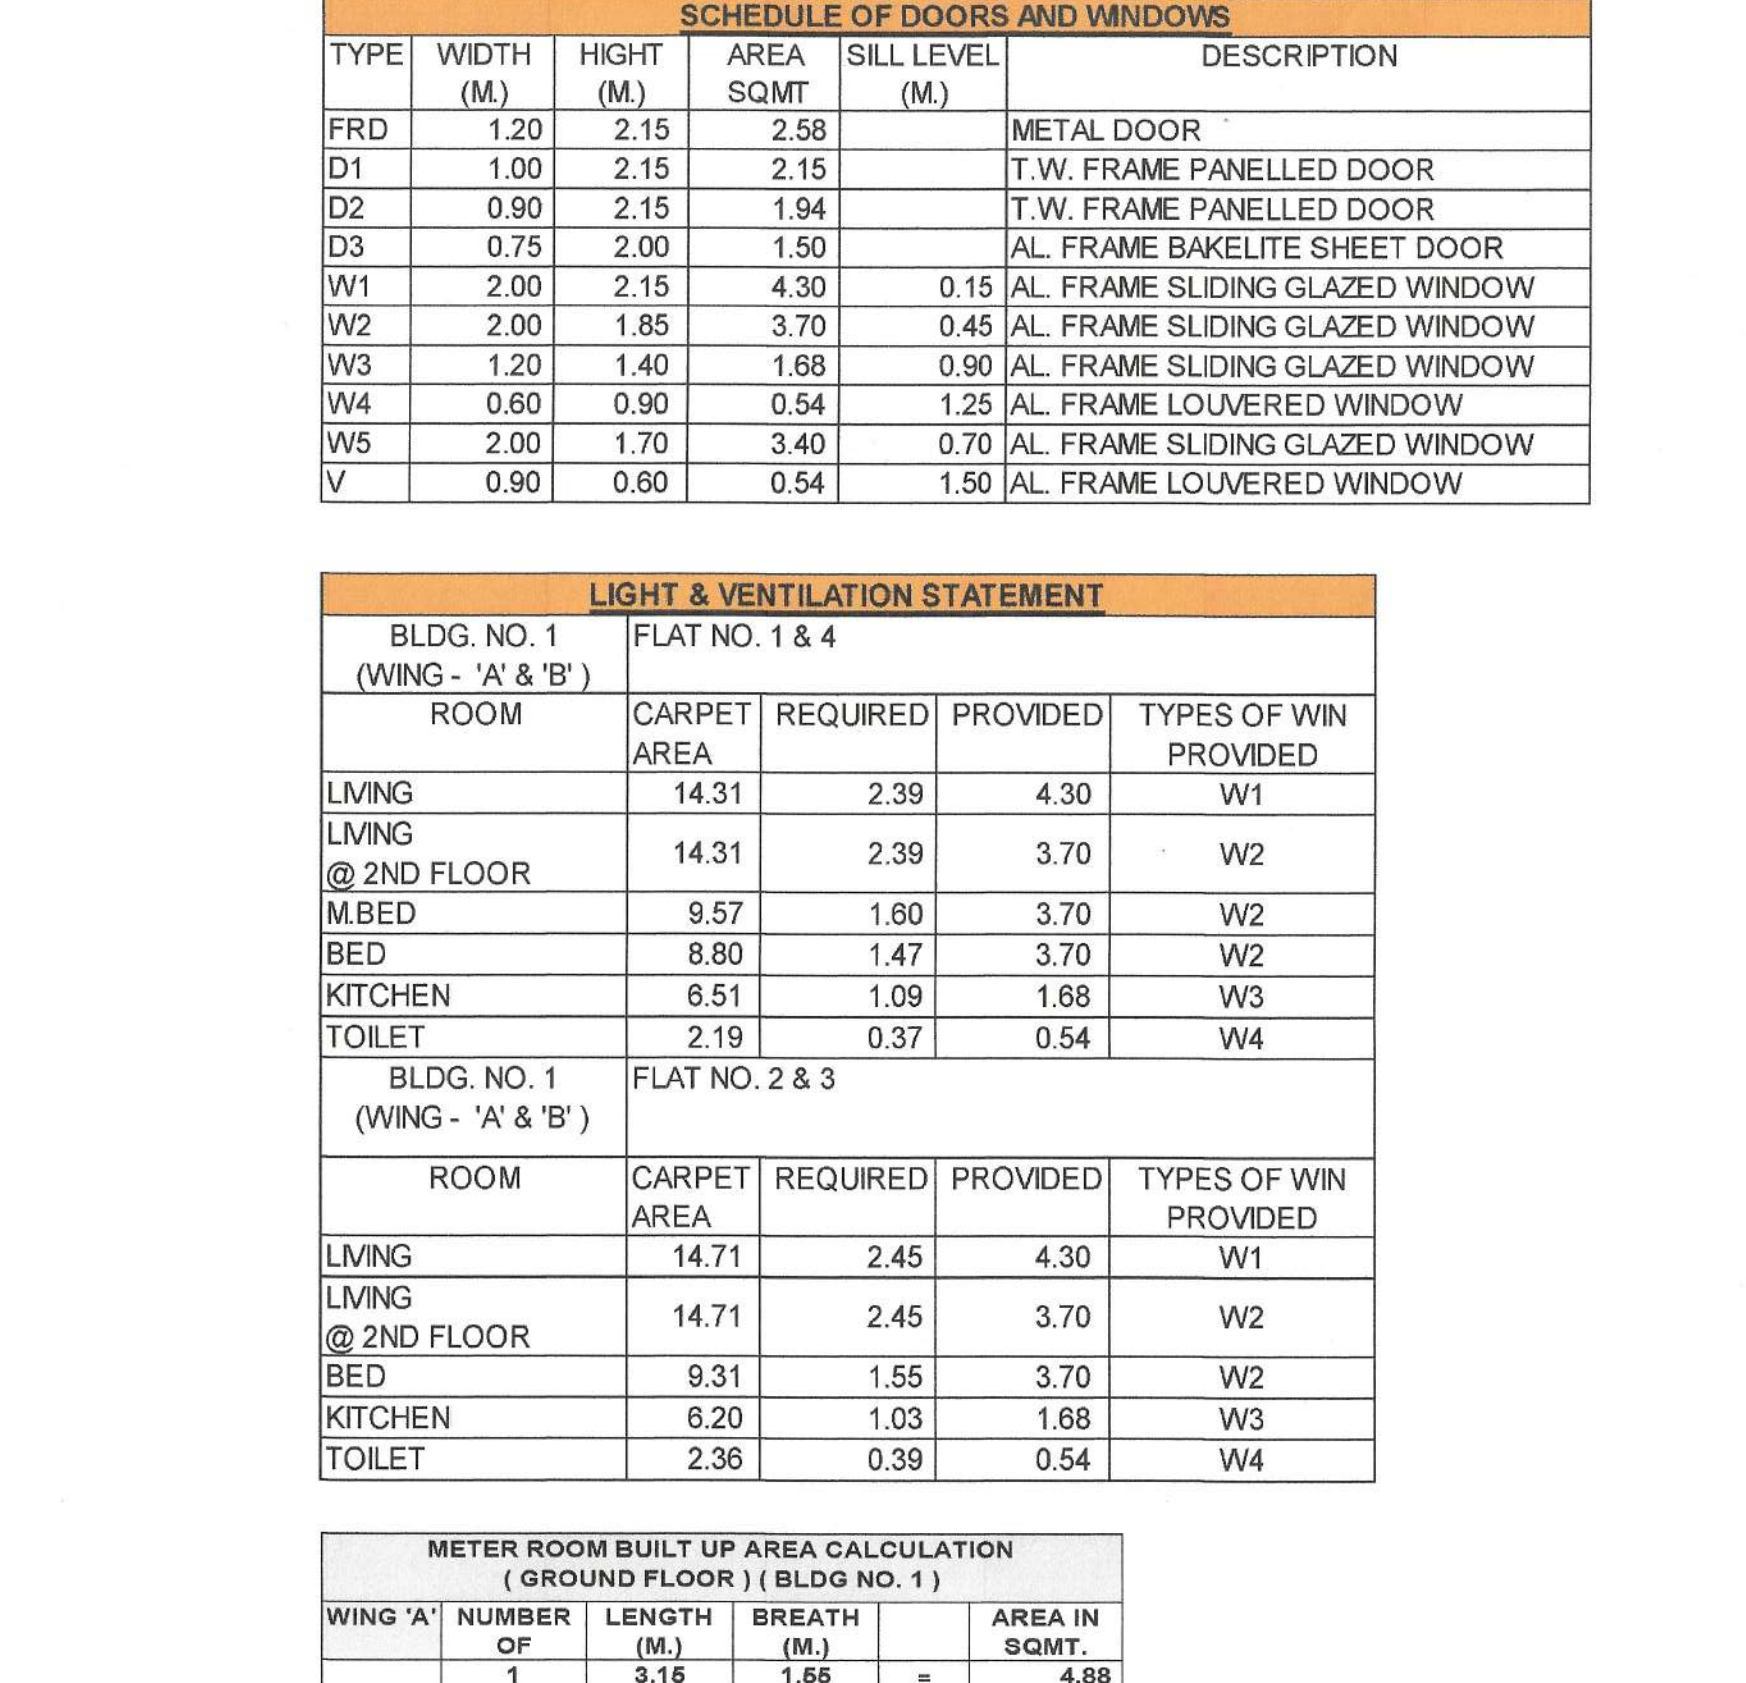 SCHEDULE OF DOORS AND WINDOWS
TYPE WIDTH HIGHT AREA SILL LEVEL DESCRIPTION
(M.) (M.) SQMT (M.)
FRD 1.20 2.15 2.58 METAL DOOR
D1 1.00 2.15 2.15 T.W. FRAME PANELLED DOOR
D2 0.90 2.15 1.94 T.W. FRAME PANELLED DOOR
D3 0.75 2.00 1.50 AL. FRAME BAKELITE SHEET DOOR
W1 2.00 2.15 4.30 0.15 AL. FRAME SLIDING GLAZED WINDOW
W2 2.00 1.85 3.70 0.45 AL. FRAME SLIDING GLAZED WINDOW
W3 1.20 1.40 1.68 0.90 AL. FRAME SLIDING GLAZED WINDOW
W4 0.60 0.90 0.54 1.25 AL. FRAME LOUVERED WINDOW
W5 2.00 1.70 3.40 0.70 AL. FRAME SLIDING GLAZED WINDOW
V 0.90 0.60 0.54 1.50 AL. FRAME LOUVERED WINDOW
LIGHT & VENTILATION STATEMENT
BLDG. NO. 1 FLAT NO. 1 & 4
(WING - 'A' & 'B' )
ROOM CARPET REQUIRED PROVIDED TYPES OF WIN
AREA PROVIDED
LIVING 14.31 2.39 4.30 W1
LIVING
14.31 2.39 3.70 W2
@ 2ND FLOOR
M.BED 9.57 1.60 3.70 W2
BED 8.80 1.47 3.70 W2
KITCHEN 6.51 1.09 1.68 W3
TOILET 2.19 0.37 0.54 W4
BLDG. NO. 1 FLAT NO. 2 & 3
(WING - 'A' & 'B' )
ROOM CARPET REQUIRED PROVIDED TYPES OF WIN
AREA PROVIDED
LIVING 14.71 2.45 4.30 W1
LIVING
14.71 2.45 3.70 W2
@ 2ND FLOOR
BED 9.31 1.55 3.70 W2
KITCHEN 6.20 1.03 1.68 W3
TOILET 2.36 0.39 0.54 W4
METER ROOM BUILT UP AREA CALCULATION
( GROUND FLOOR ) ( BLDG NO. 1 )
WING 'A' NUMBER LENGTH BREATH AREA IN
OF (M.) (M.) SQMT.
1 3.15 1.55 = 4.88